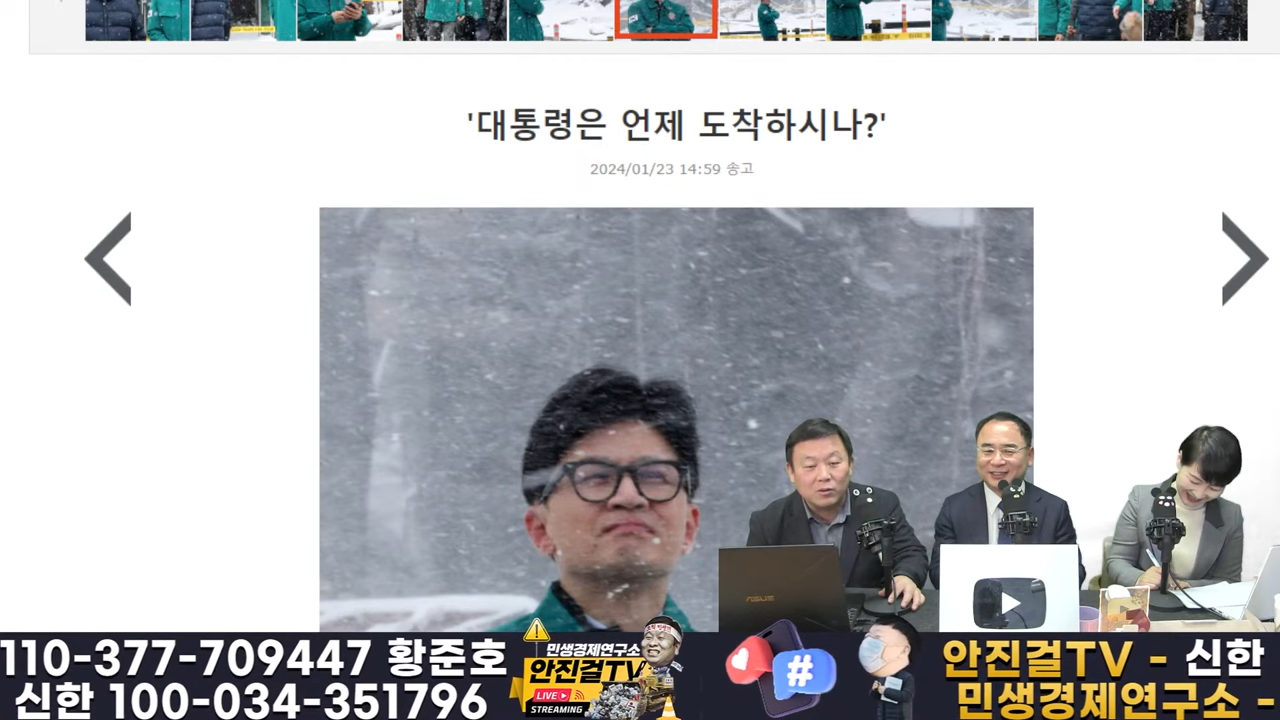 '대통령은 언제 도착하시나?'
2024/01/23 14:59 송고
ASUS
110-377-709447 황준호
신한 100-034-351796
민생경제연구소
안진걸TV
LIVE
STREAMING
#
안진걸TV - 신한
민생경제연구소 -